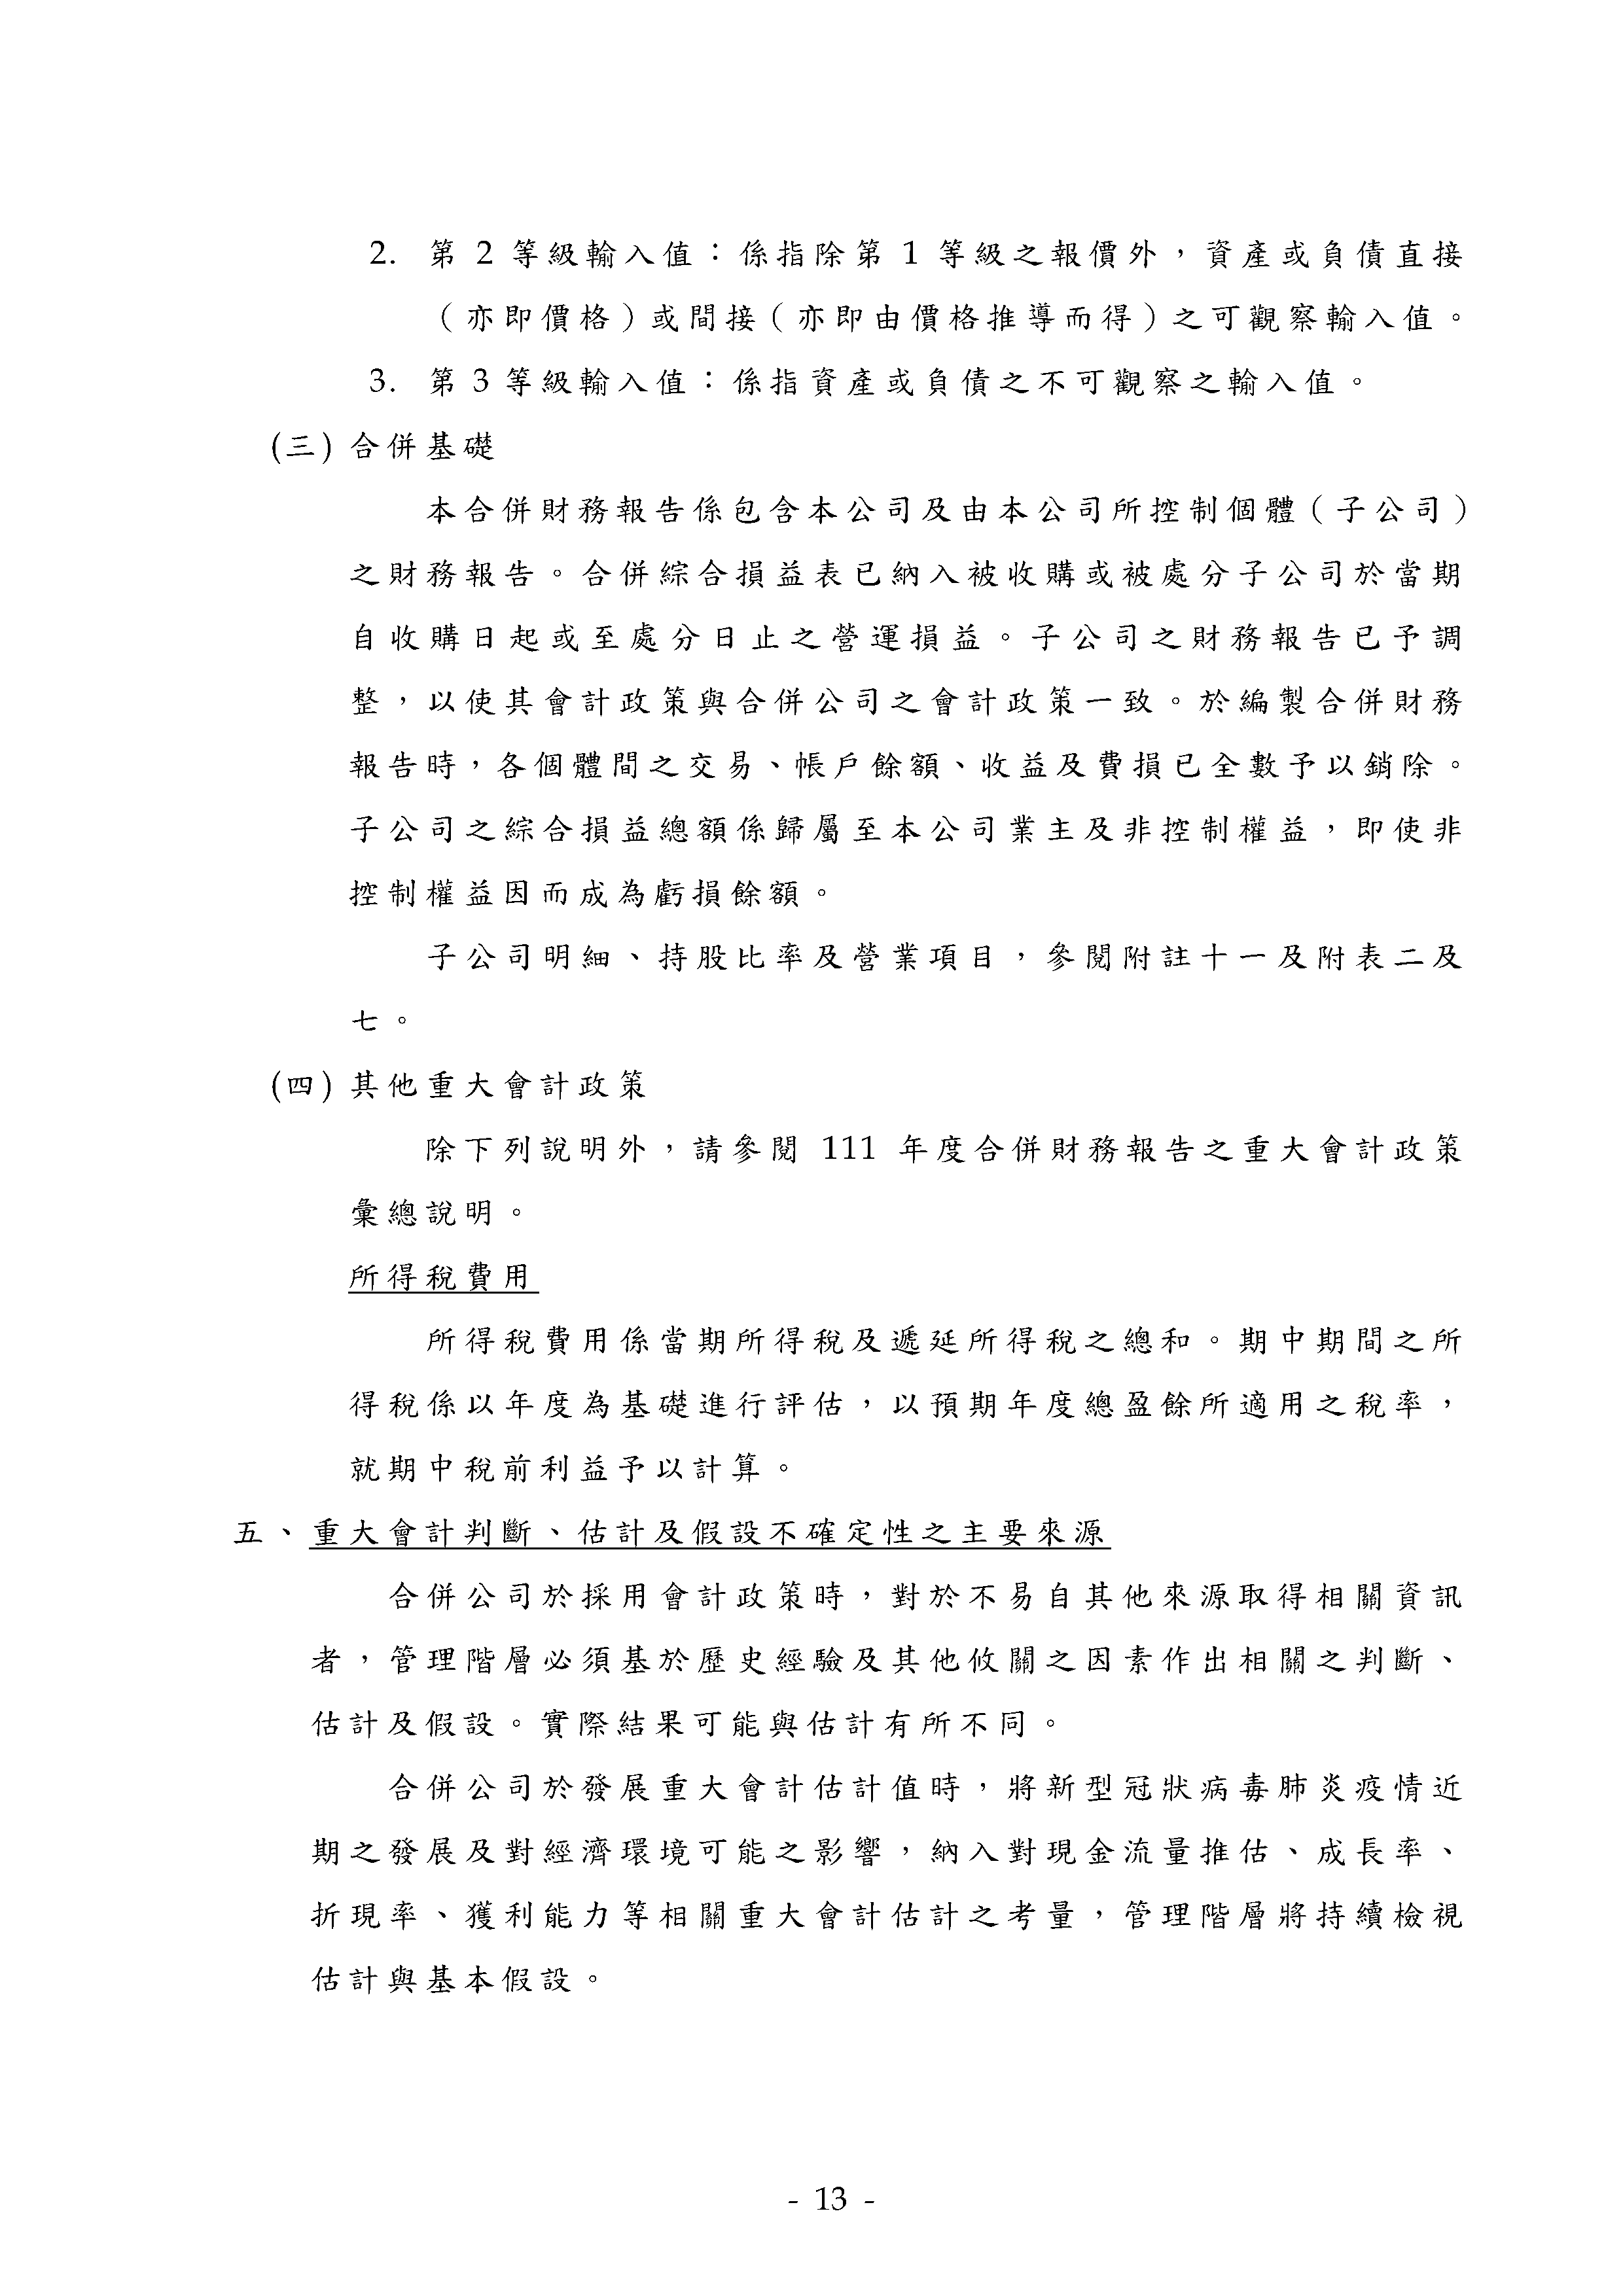 2. 第 2 等級輸入值：係指除第 1 等級之報價外，資產或負債直接
（亦即價格）或間接（亦即由價格推導而得）之可觀察輸入值。
3. 第 3 等級輸入值：係指資產或負債之不可觀察之輸入值。
(三) 合併基礎
本合併財務報告係包含本公司及由本公司所控制個體（子公司）
之財務報告。合併綜合損益表已納入被收購或被處分子公司於當期
自收購日起或至處分日止之營運損益。子公司之財務報告已予調
整，以使其會計政策與合併公司之會計政策一致。於編製合併財務
報告時，各個體間之交易、帳戶餘額、收益及費損已全數予以銷除。
子公司之綜合損益總額係歸屬至本公司業主及非控制權益，即使非
控制權益因而成為虧損餘額。
子公司明細、持股比率及營業項目，參閱附註十一及附表二及
七。
(四) 其他重大會計政策
除下列說明外，請參閱 111 年度合併財務報告之重大會計政策
彙總說明。
所得稅費用
所得稅費用係當期所得稅及遞延所得稅之總和。期中期間之所
得稅係以年度為基礎進行評估，以預期年度總盈餘所適用之稅率，
就期中稅前利益予以計算。
五、重大會計判斷、估計及假設不確定性之主要來源
合併公司於採用會計政策時，對於不易自其他來源取得相關資訊
者，管理階層必須基於歷史經驗及其他攸關之因素作出相關之判斷、
估計及假設。實際結果可能與估計有所不同。
合併公司於發展重大會計估計值時，將新型冠狀病毒肺炎疫情近
期之發展及對經濟環境可能之影響，納入對現金流量推估、成長率、
折現率、獲利能力等相關重大會計估計之考量，管理階層將持續檢視
估計與基本假設。
- 13 -